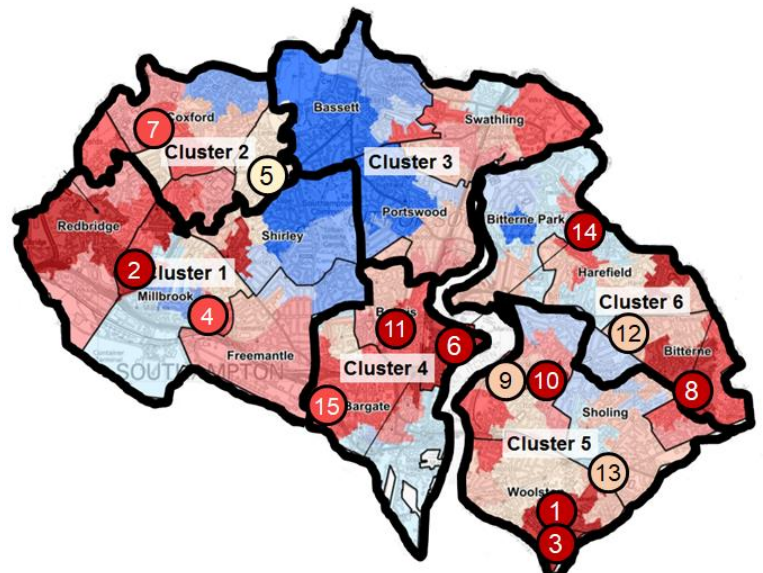 Bassett
Coxford
7
Swathling
Cluster 2
Cluster 3
5
Portswood
Bitterne Park
Redbridge
Shirley
14
2
Cluster 1
Harefield
Millbrook
Cluster 6
4
11
12
6
Bitterne
Freemantle
Cluster 4
SOUTHAMPTON
9
10
8
15
Bargate
Sholing
Cluster 5
13
Woolston
1
3